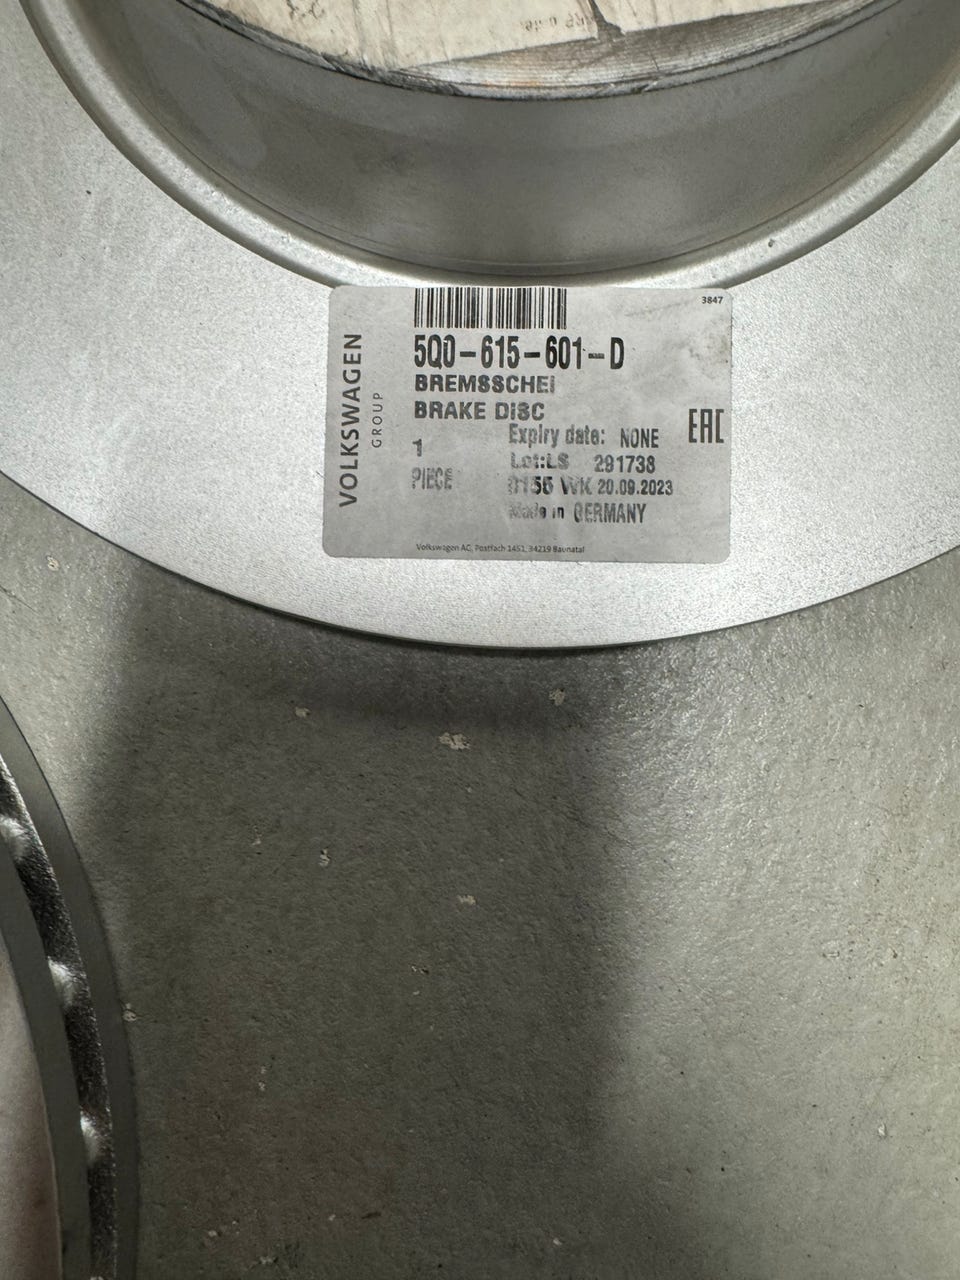 3847
5Q0-615-601-D
BREMSSCHEI
BRAKE DISC
VOLKSWAGEN
GROUP
1
PIECE
Expiry date: NONE
Lot:LS 291738
0155 WK 20.09.2023
Made in GERMANY
EAC
Volkswagen AG, Postfach 1451, 34219 Baunatal